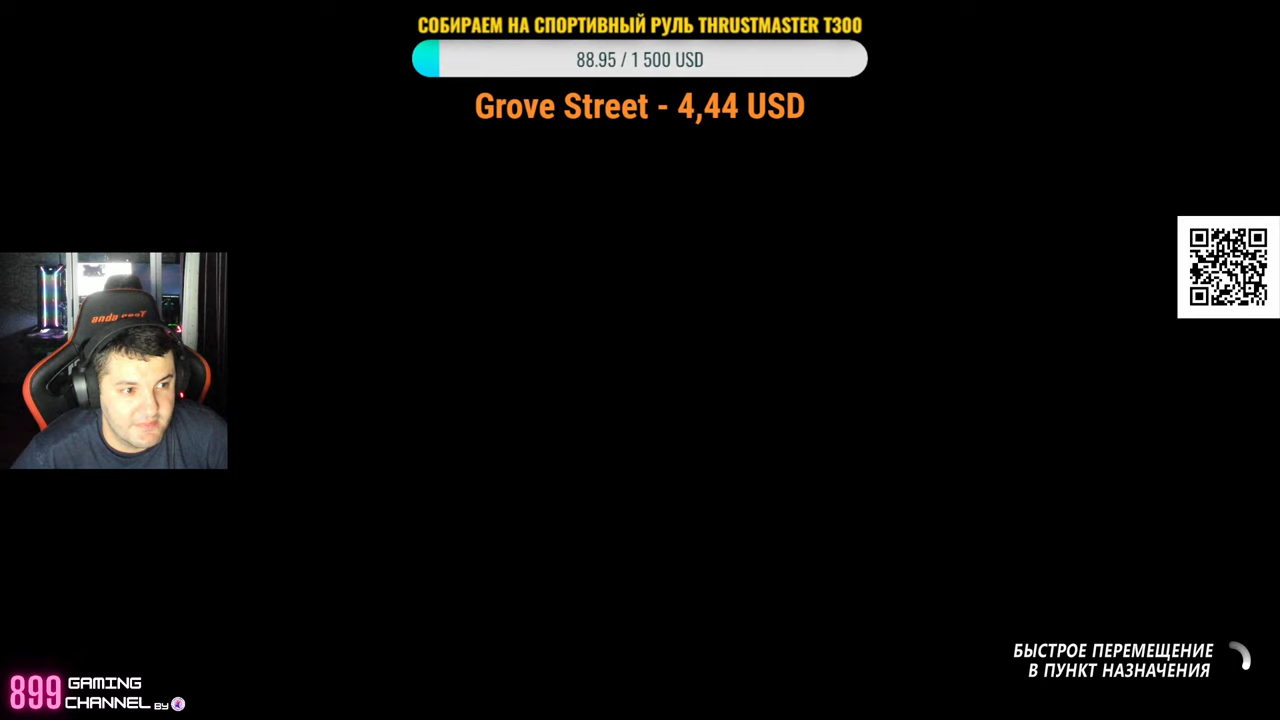 СОБИРАЕМ НА СПОРТИВНЫЙ РУЛЬ THRUSTMASTER T300
88.95 / 1 500 USD
Grove Street - 4,44 USD
БЫСТРОЕ ПЕРЕМЕЩЕНИЕ
В ПУНКТ НАЗНАЧЕНИЯ
899 GAMING
CHANNEL BY